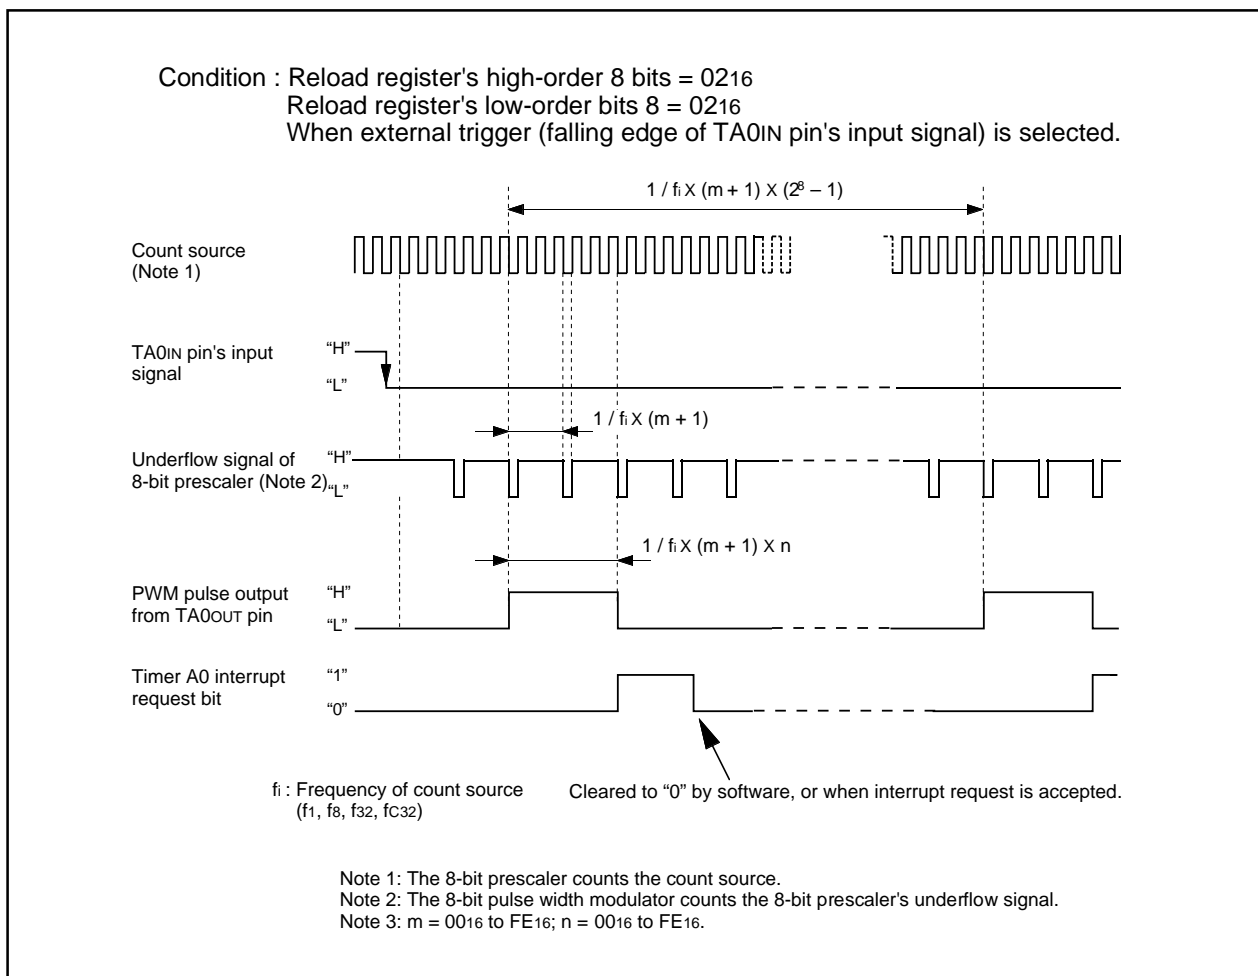 Condition : Reload register's high-order 8 bits = 0216
Reload register's low-order bits 8 = 0216
When external trigger (falling edge of TA0IN pin's input signal) is selected.
1 / fi X (m + 1) X (2⁸ – 1)
Count source
(Note 1)
TA0IN pin's input
signal
“H”
“L”
1 / fi X (m + 1)
Underflow signal of
8-bit prescaler (Note 2)
“H”
“L”
1 / fi X (m + 1) X n
PWM pulse output
from TA0OUT pin
“H”
“L”
Timer A0 interrupt
request bit
“1”
“0”
fi : Frequency of count source
(f1, f8, f32, fC32)
Cleared to “0” by software, or when interrupt request is accepted.
Note 1: The 8-bit prescaler counts the count source.
Note 2: The 8-bit pulse width modulator counts the 8-bit prescaler's underflow signal.
Note 3: m = 0016 to FE16; n = 0016 to FE16.